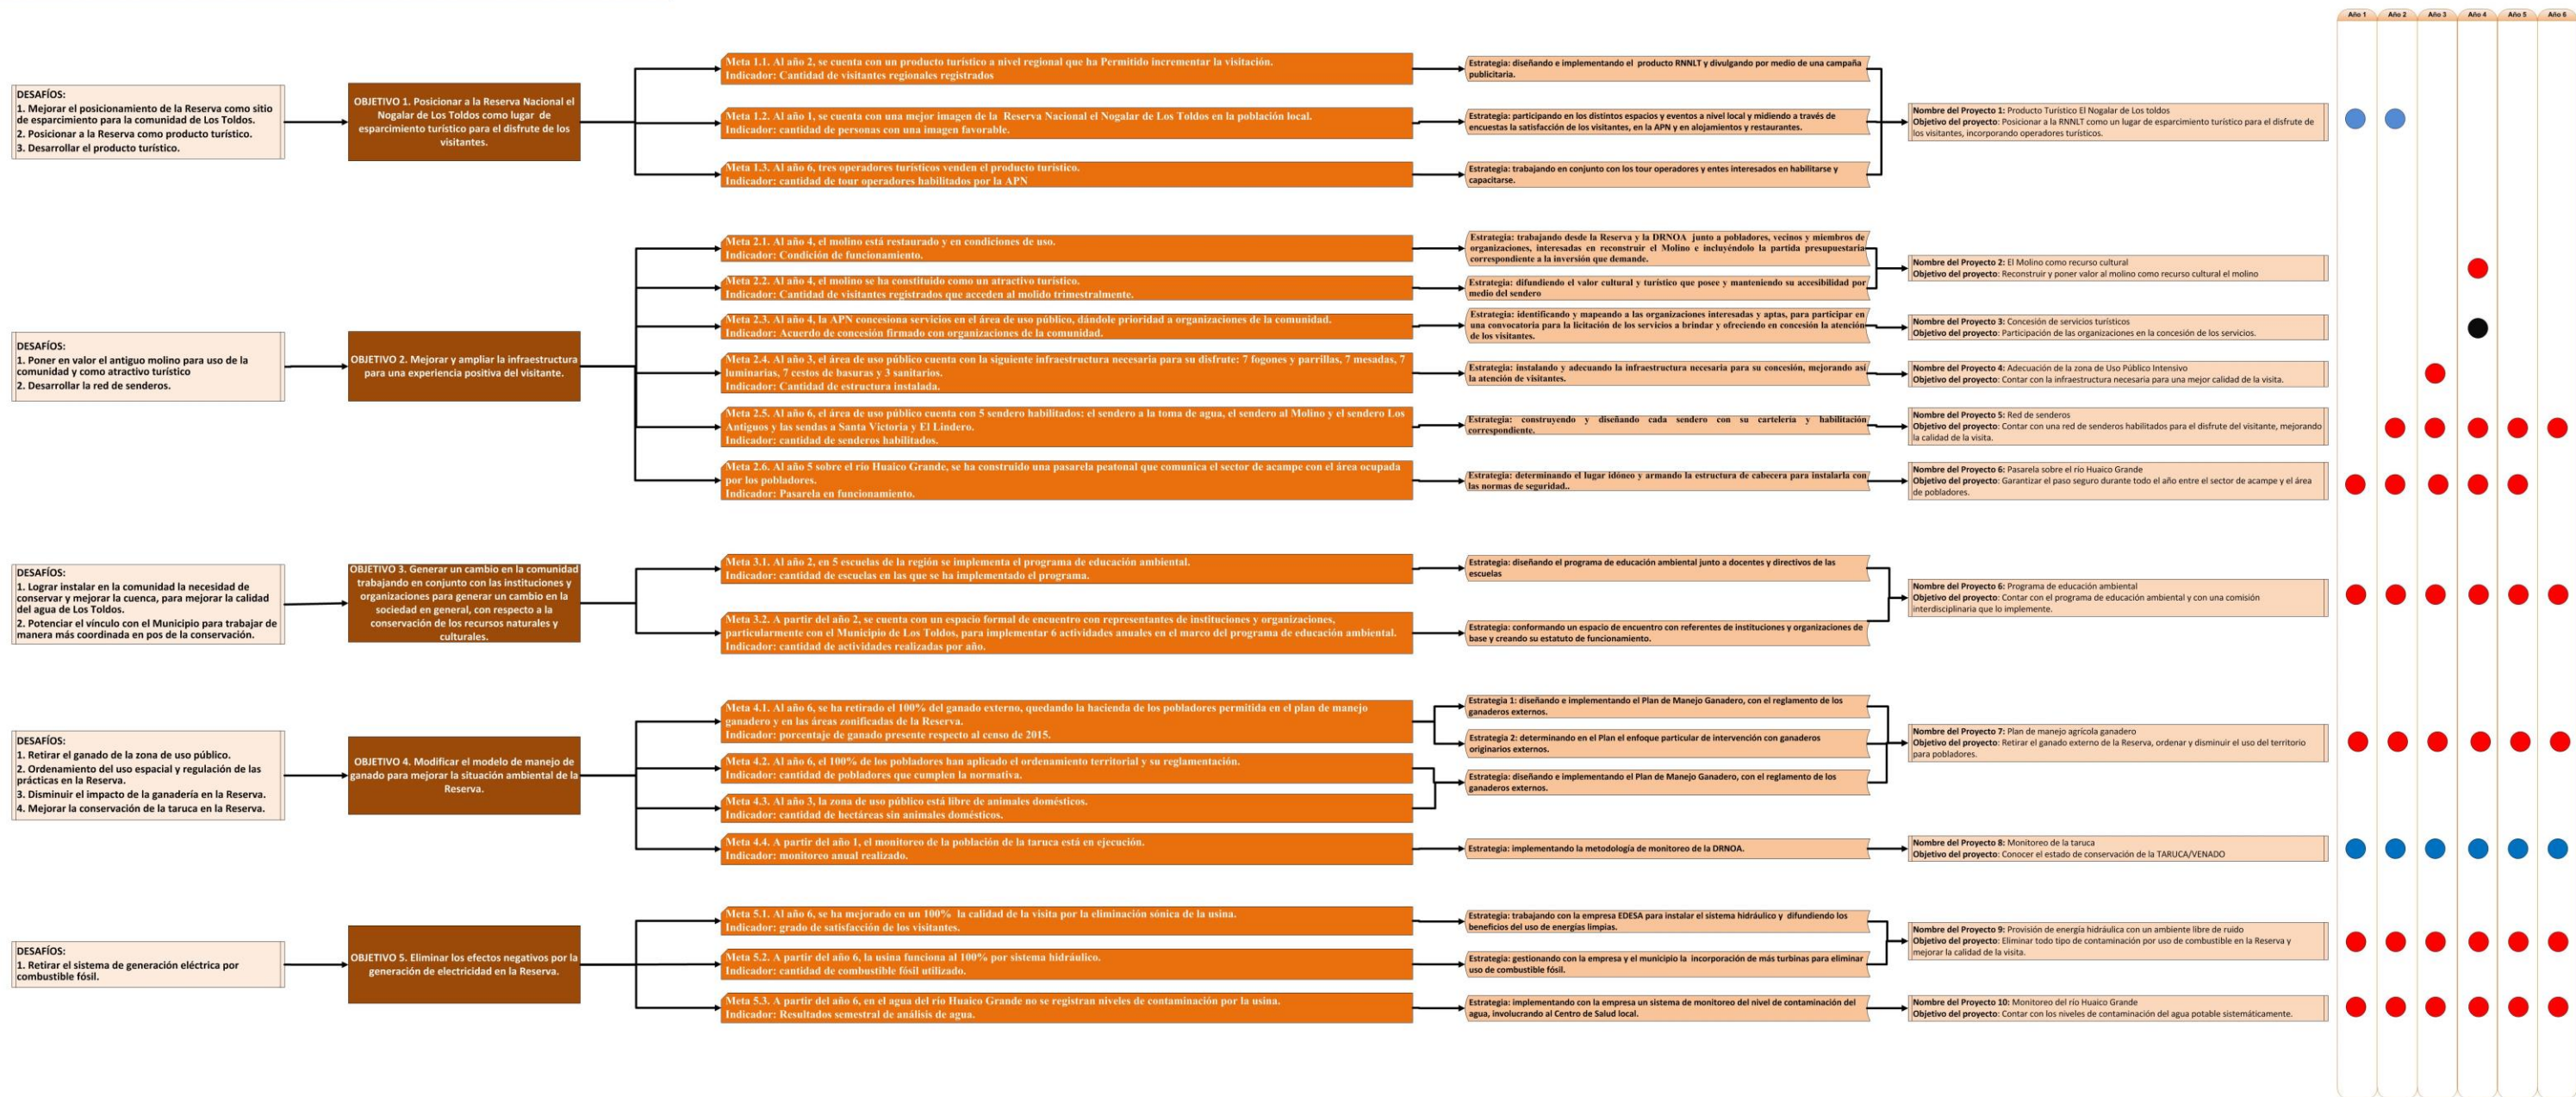 Año 1 Año 2 Año 3 Año 4 Año 5 Año 6
DESAFÍOS:
1. Mejorar el posicionamiento de la Reserva como sitio
de esparcimiento para la comunidad de Los Toldos.
2. Posicionar a la Reserva como producto turístico.
3. Desarrollar el producto turístico.
OBJETIVO 1. Posicionar a la Reserva Nacional el
Nogalar de Los Toldos como lugar de
esparcimiento turístico para el disfrute de los
visitantes.
Meta 1.1. Al año 2, se cuenta con un producto turístico a nivel regional que ha Permitido incrementar la visitación.
Indicador: Cantidad de visitantes regionales registrados
Meta 1.2. Al año 1, se cuenta con una mejor imagen de la Reserva Nacional el Nogalar de Los Toldos en la población local.
Indicador: cantidad de personas con una imagen favorable.
Meta 1.3. Al año 6, tres operadores turísticos venden el producto turístico.
Indicador: cantidad de tour operadores habilitados por la APN
Estrategia: diseñando e implementando el producto RNNLT y divulgando por medio de una campaña
publicitaria.
Estrategia: participando en los distintos espacios y eventos a nivel local y midiendo a través de
encuestas la satisfacción de los visitantes, en la APN y en alojamientos y restaurantes.
Estrategia: trabajando en conjunto con los tour operadores y entes interesados en habilitarse y
capacitarse.
Nombre del Proyecto 1: Producto Turístico El Nogalar de Los toldos
Objetivo del proyecto: Posicionar a la RNNLT como un lugar de esparcimiento turístico para el disfrute de
los visitantes, incorporando operadores turísticos.
DESAFÍOS:
1. Poner en valor el antiguo molino para uso de la
comunidad y como atractivo turístico
2. Desarrollar la red de senderos.
OBJETIVO 2. Mejorar y ampliar la infraestructura
para una experiencia positiva del visitante.
Meta 2.1. Al año 4, el molino está restaurado y en condiciones de uso.
Indicador: Condición de funcionamiento.
Meta 2.2. Al año 4, el molino se ha constituido como un atractivo turístico.
Indicador: Cantidad de visitantes registrados que acceden al molido trimestralmente.
Meta 2.3. Al año 4, la APN concesiona servicios en el área de uso público, dándole prioridad a organizaciones de la comunidad.
Indicador: Acuerdo de concesión firmado con organizaciones de la comunidad.
Meta 2.4. Al año 3, el área de uso público cuenta con la siguiente infraestructura necesaria para su disfrute: 7 fogones y parrillas, 7 mesadas, 7
luminarias, 7 cestos de basuras y 3 sanitarios.
Indicador: Cantidad de estructura instalada.
Meta 2.5. Al año 6, el área de uso público cuenta con 5 sendero habilitados: el sendero a la toma de agua, el sendero al Molino y el sendero Los
Antiguos y las sendas a Santa Victoria y El Lindero.
Indicador: cantidad de senderos habilitados.
Meta 2.6. Al año 5 sobre el río Huaico Grande, se ha construido una pasarela peatonal que comunica el sector de acampe con el área ocupada
por los pobladores.
Indicador: Pasarela en funcionamiento.
Estrategia: trabajando desde la Reserva y la DRNOA junto a pobladores, vecinos y miembros de
organizaciones, interesadas en reconstruir el Molino e incluyéndolo la partida presupuestaria
correspondiente a la inversión que demande.
Estrategia: difundiendo el valor cultural y turístico que posee y manteniendo su accesibilidad por
medio del sendero
Estrategia: identificando y mapeando a las organizaciones interesadas y aptas, para participar en
una convocatoria para la licitación de los servicios a brindar y ofreciendo en concesión la atención
de los visitantes.
Estrategia: instalando y adecuando la infraestructura necesaria para su concesión, mejorando así
la atención de visitantes.
Estrategia: construyendo y diseñando cada sendero con su cartelería y habilitación
correspondiente.
Estrategia: determinando el lugar idóneo y armando la estructura de cabecera para instalarla con
las normas de seguridad..
Nombre del Proyecto 2: El Molino como recurso cultural
Objetivo del proyecto: Reconstruir y poner valor al molino como recurso cultural el molino
Nombre del Proyecto 3: Concesión de servicios turísticos
Objetivo del proyecto: Participación de las organizaciones en la concesión de los servicios.
Nombre del Proyecto 4: Adecuación de la zona de Uso Público Intensivo
Objetivo del proyecto: Contar con la infraestructura necesaria para una mejor calidad de la visita.
Nombre del Proyecto 5: Red de senderos
Objetivo del proyecto: Contar con una red de senderos habilitados para el disfrute del visitante, mejorando
la calidad de la visita.
Nombre del Proyecto 6: Pasarela sobre el río Huaico Grande
Objetivo del proyecto: Garantizar el paso seguro durante todo el año entre el sector de acampe y el área
de pobladores.
DESAFÍOS:
1. Lograr instalar en la comunidad la necesidad de
conservar y mejorar la cuenca, para mejorar la calidad
del agua de Los Toldos.
2. Potenciar el vínculo con el Municipio para trabajar de
manera más coordinada en pos de la conservación.
OBJETIVO 3. Generar un cambio en la comunidad
trabajando en conjunto con las instituciones y
organizaciones para generar un cambio en la
sociedad en general, con respecto a la
conservación de los recursos naturales y
culturales.
Meta 3.1. Al año 2, en 5 escuelas de la región se implementa el programa de educación ambiental.
Indicador: cantidad de escuelas en las que se ha implementado el programa.
Meta 3.2. A partir del año 2, se cuenta con un espacio formal de encuentro con representantes de instituciones y organizaciones,
particularmente con el Municipio de Los Toldos, para implementar 6 actividades anuales en el marco del programa de educación ambiental.
Indicador: cantidad de actividades realizadas por año.
Estrategia: diseñando el programa de educación ambiental junto a docentes y directivos de las
escuelas
Estrategia: conformando un espacio de encuentro con referentes de instituciones y organizaciones de
base y creando su estatuto de funcionamiento.
Nombre del Proyecto 6: Programa de educación ambiental
Objetivo del proyecto: Contar con el programa de educación ambiental y con una comisión
interdisciplinaria que lo implemente.
DESAFÍOS:
1. Retirar el ganado de la zona de uso público.
2. Ordenamiento del uso espacial y regulación de las
prácticas en la Reserva.
3. Disminuir el impacto de la ganadería en la Reserva.
4. Mejorar la conservación de la taruca en la Reserva.
OBJETIVO 4. Modificar el modelo de manejo de
ganado para mejorar la situación ambiental de la
Reserva.
Meta 4.1. Al año 6, se ha retirado el 100% del ganado externo, quedando la hacienda de los pobladores permitida en el plan de manejo
ganadero y en las áreas zonificadas de la Reserva.
Indicador: porcentaje de ganado presente respecto al censo de 2015.
Meta 4.2. Al año 6, el 100% de los pobladores han aplicado el ordenamiento territorial y su reglamentación.
Indicador: cantidad de pobladores que cumplen la normativa.
Meta 4.3. Al año 3, la zona de uso público está libre de animales domésticos.
Indicador: cantidad de hectáreas sin animales domésticos.
Meta 4.4. A partir del año 1, el monitoreo de la población de la taruca está en ejecución.
Indicador: monitoreo anual realizado.
Estrategia 1: diseñando e implementando el Plan de Manejo Ganadero, con el reglamento de los
ganaderos externos.
Estrategia 2: determinando en el Plan el enfoque particular de intervención con ganaderos
originarios externos.
Estrategia: diseñando e implementando el Plan de Manejo Ganadero, con el reglamento de los
ganaderos externos.
Estrategia: implementando la metodología de monitoreo de la DRNOA.
Nombre del Proyecto 7: Plan de manejo agrícola ganadero
Objetivo del proyecto: Retirar el ganado externo de la Reserva, ordenar y disminuir el uso del territorio
para pobladores.
Nombre del Proyecto 8: Monitoreo de la taruca
Objetivo del proyecto: Conocer el estado de conservación de la TARUCA/VENADO
DESAFÍOS:
1. Retirar el sistema de generación eléctrica por
combustible fósil.
OBJETIVO 5. Eliminar los efectos negativos por la
generación de electricidad en la Reserva.
Meta 5.1. Al año 6, se ha mejorado en un 100% la calidad de la visita por la eliminación sónica de la usina.
Indicador: grado de satisfacción de los visitantes.
Meta 5.2. A partir del año 6, la usina funciona al 100% por sistema hidráulico.
Indicador: cantidad de combustible fósil utilizado.
Meta 5.3. A partir del año 6, en el agua del río Huaico Grande no se registran niveles de contaminación por la usina.
Indicador: Resultados semestral de análisis de agua.
Estrategia: trabajando con la empresa EDESA para instalar el sistema hidráulico y difundiendo los
beneficios del uso de energías limpias.
Estrategia: gestionando con la empresa y el municipio la incorporación de más turbinas para eliminar
uso de combustible fósil.
Estrategia: implementando con la empresa un sistema de monitoreo del nivel de contaminación del
agua, involucrando al Centro de Salud local.
Nombre del Proyecto 9: Provisión de energía hidráulica con un ambiente libre de ruido
Objetivo del proyecto: Eliminar todo tipo de contaminación por uso de combustible en la Reserva y
mejorar la calidad de la visita.
Nombre del Proyecto 10: Monitoreo del río Huaico Grande
Objetivo del proyecto: Contar con los niveles de contaminación del agua potable sistemáticamente.